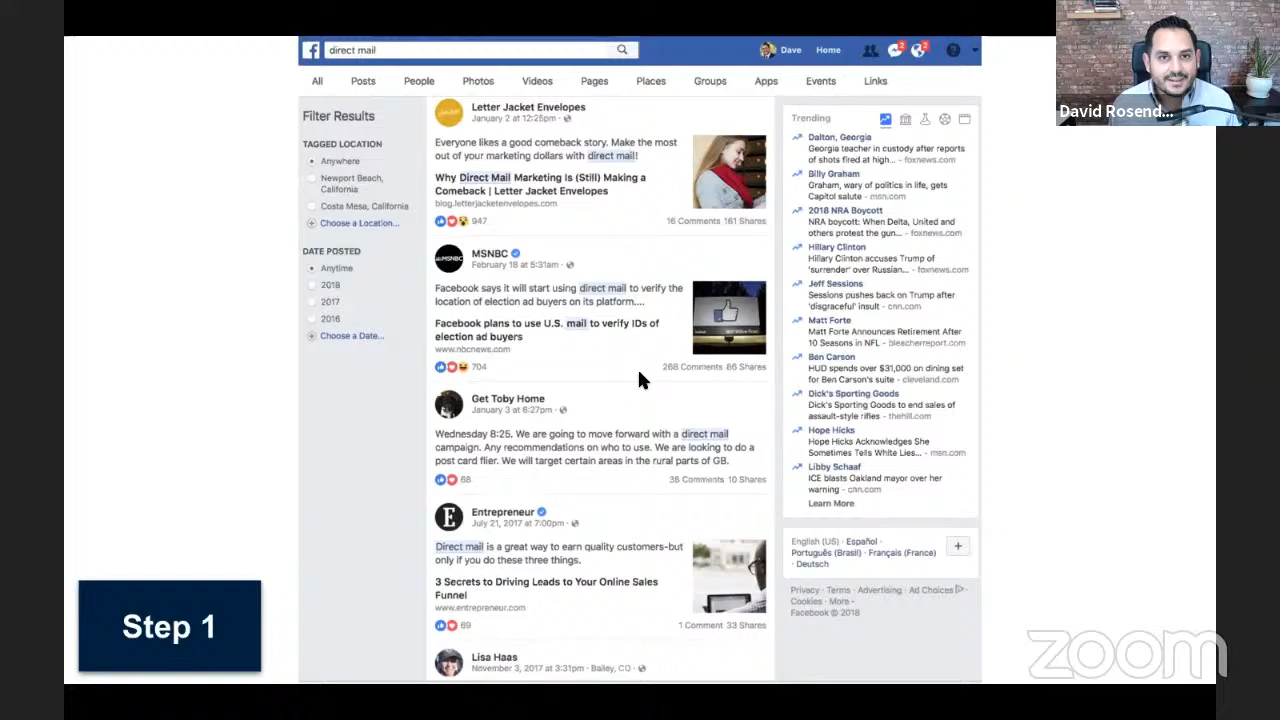 direct mail
Dave
Home
2
2
All
Posts
People
Photos
Videos
Pages
Places
Groups
Apps
Events
Links
Filter Results
TAGGED LOCATION
Anywhere
Newport Beach,
California
Costa Mesa, California
Choose a Location...
DATE POSTED
Anytime
2018
2017
2016
Choose a Date...
Letter Jacket Envelopes
January 2 at 12:25pm ·
Everyone likes a good comeback story. Make the most
out of your marketing dollars with direct mail!
Why Direct Mail Marketing Is (Still) Making a
Comeback | Letter Jacket Envelopes
blog.letterjacketenvelopes.com
947
16 Comments 161 Shares
MSNBC
February 18 at 5:31am ·
Facebook says it will start using direct mail to verify the
location of election ad buyers on its platform....
Facebook plans to use U.S. mail to verify IDs of
election ad buyers
www.nbcnews.com
704
268 Comments 86 Shares
Get Toby Home
January 3 at 6:27pm ·
Wednesday 8:25. We are going to move forward with a direct mail
campaign. Any recommendations on who to use. We are looking to do a
post card flier. We will target certain areas in the rural parts of GB.
68
38 Comments 10 Shares
E
Entrepreneur
July 21, 2017 at 7:00pm ·
Direct mail is a great way to earn quality customers-but
only if you do these three things.
3 Secrets to Driving Leads to Your Online Sales
Funnel
www.entrepreneur.com
69
1 Comment 33 Shares
Lisa Haas
November 3, 2017 at 3:31pm · Bailey, CO ·
Trending
Dalton, Georgia
Georgia teacher in custody after reports
of shots fired at high... - foxnews.com
Billy Graham
Graham, wary of politics in life, gets
Capitol salute - msn.com
2018 NRA Boycott
NRA boycott: When Delta, United and
others protest the gun... - foxnews.com
Hillary Clinton
Hillary Clinton accuses Trump of
'surrender' over Russian... - foxnews.com
Jeff Sessions
Sessions pushes back on Trump after
'disgraceful' insult - cnn.com
Matt Forte
Matt Forte Announces Retirement After
10 Seasons in NFL - bleacherreport.com
Ben Carson
HUD spends over $31,000 on dining set
for Ben Carson's suite - cleveland.com
Dick's Sporting Goods
Dick's Sporting Goods to end sales of
assault-style rifles - thehill.com
Hope Hicks
Hope Hicks Acknowledges She
Sometimes Tells White Lies... - msn.com
Libby Schaaf
ICE blasts Oakland mayor over her
warning - cnn.com
Learn More
English (US) · Español ·
Português (Brasil) · Français (France)
· Deutsch
Privacy · Terms · Advertising · Ad Choices ·
Cookies · More ·
Facebook © 2018
Step 1
David Rosend...
zoom